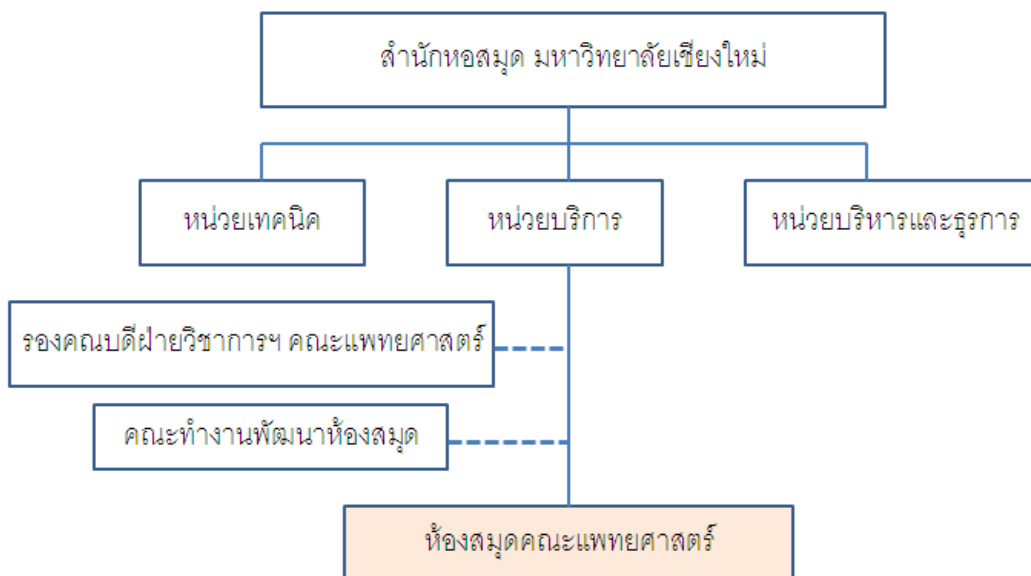 สำนักหอสมุด มหาวิทยาลัยเชียงใหม่
หน่วยเทคนิค
หน่วยบริการ
หน่วยบริหารและธุรการ
รองคณบดีฝ่ายวิชาการฯ คณะแพทยศาสตร์
คณะทำงานพัฒนาห้องสมุด
ห้องสมุดคณะแพทยศาสตร์